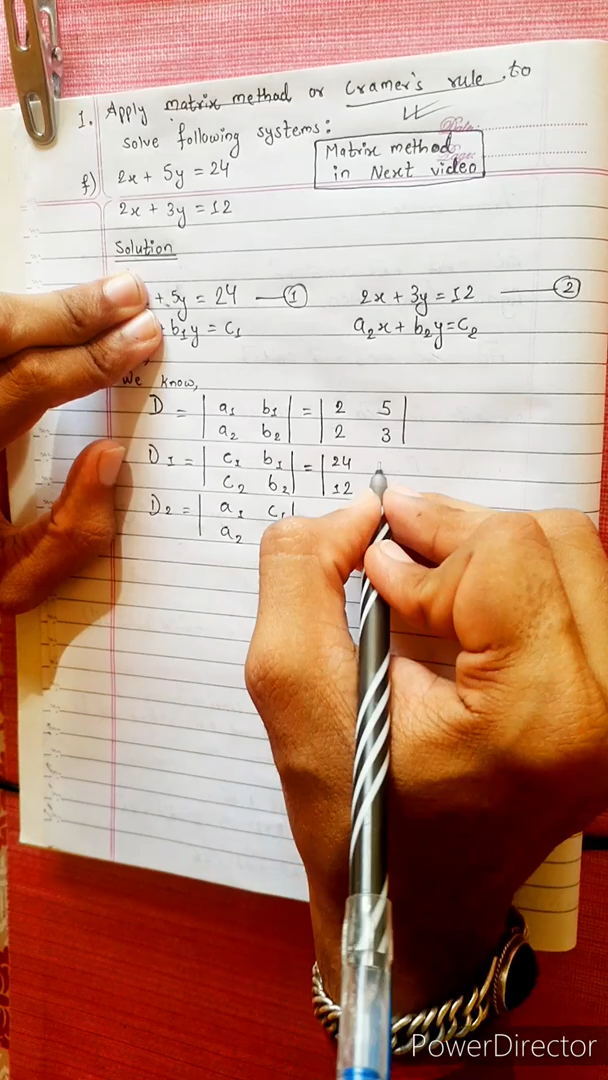 1. Apply matrix method or Cramer's rule to
solve following systems:
Date
Page
Matrix method
in Next video
f) 2x + 5y = 24
2x + 3y = 12
Solution
+ 5y = 24 — ①
2x + 3y = 12 — ②
+ b₁y = c₁
a₂x + b₂y = c₂
We know,
D = | a₁ b₁ | = | 2 5 |
| a₂ b₂ | | 2 3 |
D₁ = | c₁ b₁ | = | 24
| c₂ b₂ | | 12
D₂ = | a₁ c₁ |
| a₂
PowerDirector